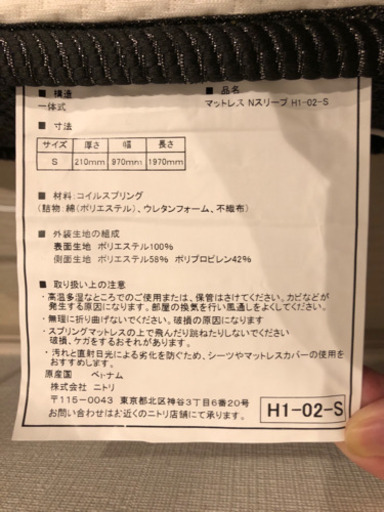 ■ 構造
一体式
■ 品名
マットレス Nスリープ H1-02-S
■ 寸法
サイズ 厚さ 幅 長さ
S 210mm 970mm 1970mm
■ 材料:コイルスプリング
(詰物:綿(ポリエステル)、ウレタンフォーム、不織布)
■ 外装生地の組成
表面生地 ポリエステル100%
側面生地 ポリエステル58% ポリプロピレン42%
■ 取り扱い上の注意
・高温多湿なところでのご使用または、保管はさけてください。カビなどが
発生する原因になります。部屋の換気を行い風通しをよくしてください。
・無理に折り曲げないでください。破損の原因になります
・スプリングマットレスの上で飛んだり跳ねたりしないでください
破損、ケガをするおそれがあります。
・汚れと直射日光による劣化を防ぐため、シーツやマットレスカバーの使用を
おすすめします。
原産国 ベトナム
株式会社 ニトリ
〒115-0043 東京都北区神谷3丁目6番20号
お問い合わせはお近くのニトリ店舗にて承ります。
H1-02-S